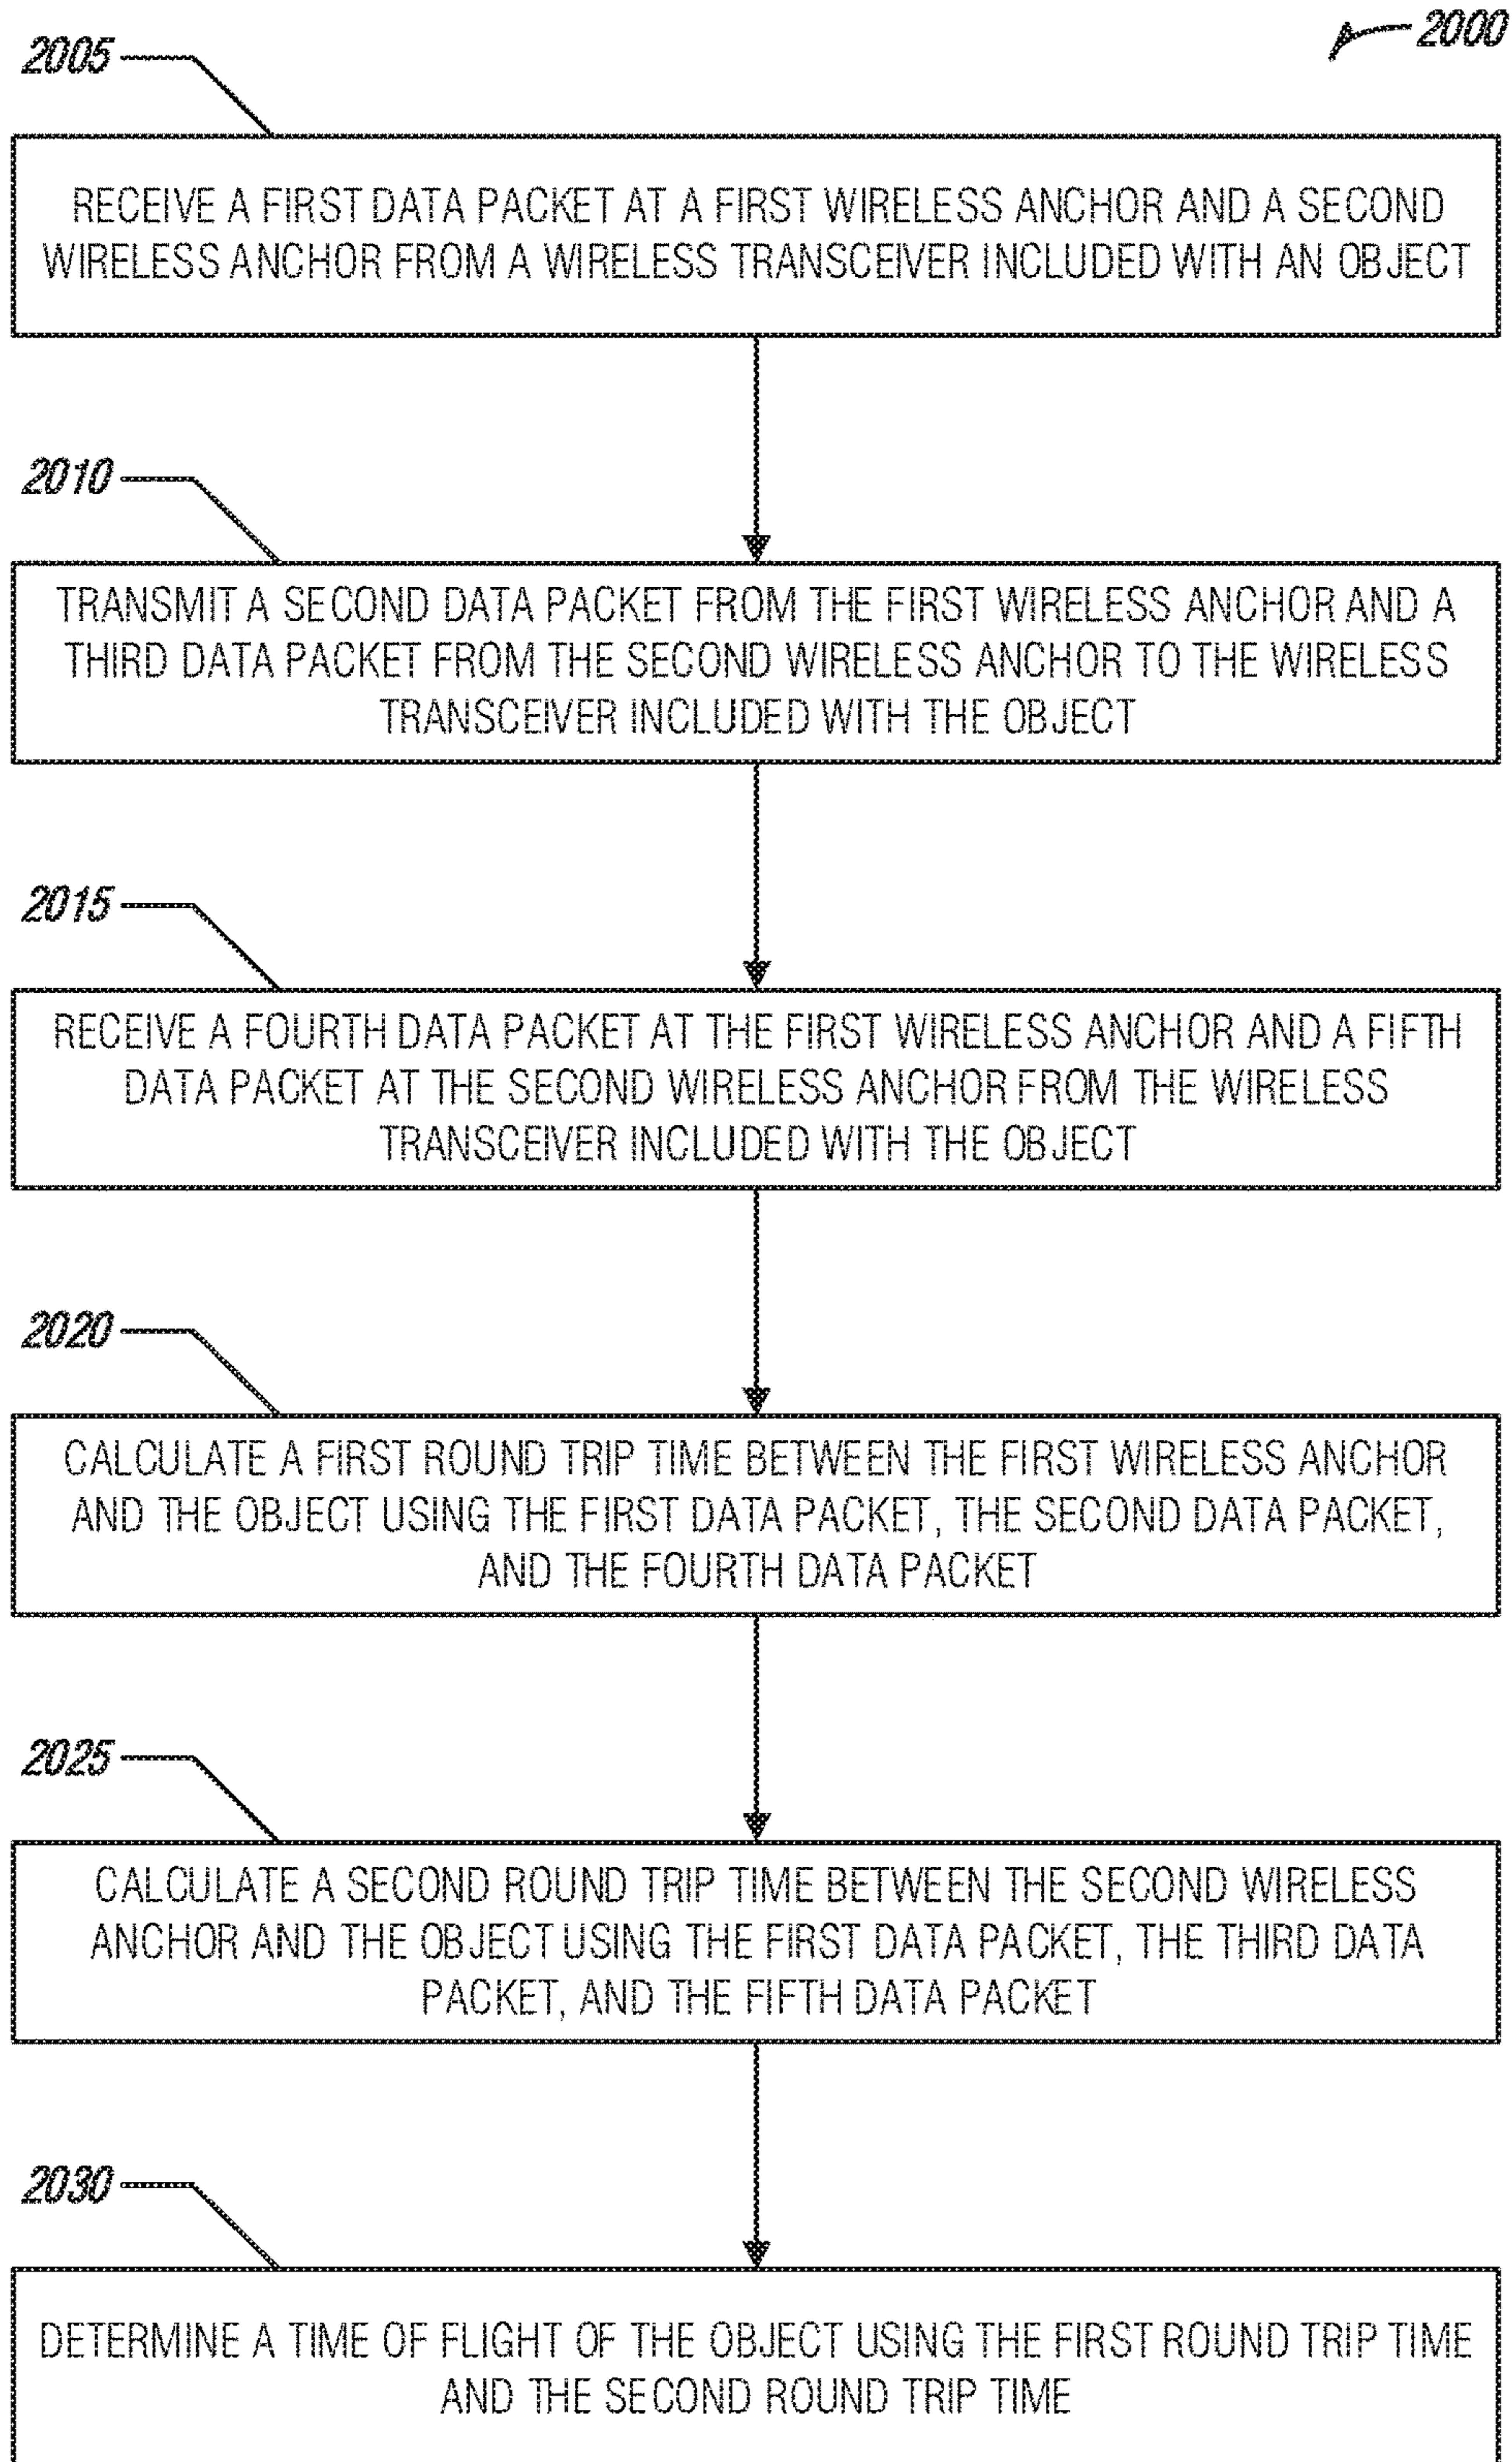 2000
2005
RECEIVE A FIRST DATA PACKET AT A FIRST WIRELESS ANCHOR AND A SECOND
WIRELESS ANCHOR FROM A WIRELESS TRANSCEIVER INCLUDED WITH AN OBJECT
2010
TRANSMIT A SECOND DATA PACKET FROM THE FIRST WIRELESS ANCHOR AND A
THIRD DATA PACKET FROM THE SECOND WIRELESS ANCHOR TO THE WIRELESS
TRANSCEIVER INCLUDED WITH THE OBJECT
2015
RECEIVE A FOURTH DATA PACKET AT THE FIRST WIRELESS ANCHOR AND A FIFTH
DATA PACKET AT THE SECOND WIRELESS ANCHOR FROM THE WIRELESS
TRANSCEIVER INCLUDED WITH THE OBJECT
2020
CALCULATE A FIRST ROUND TRIP TIME BETWEEN THE FIRST WIRELESS ANCHOR
AND THE OBJECT USING THE FIRST DATA PACKET, THE SECOND DATA PACKET,
AND THE FOURTH DATA PACKET
2025
CALCULATE A SECOND ROUND TRIP TIME BETWEEN THE SECOND WIRELESS
ANCHOR AND THE OBJECT USING THE FIRST DATA PACKET, THE THIRD DATA
PACKET, AND THE FIFTH DATA PACKET
2030
DETERMINE A TIME OF FLIGHT OF THE OBJECT USING THE FIRST ROUND TRIP TIME
AND THE SECOND ROUND TRIP TIME